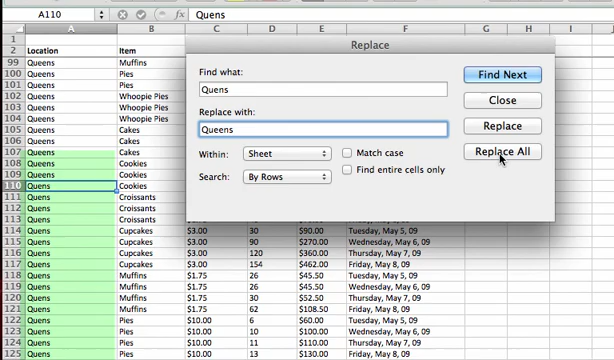 A110
fx
Quens
A
B
C
D
E
F
G
H
I
1
2 Location Item
99 Queens Muffins
100 Queens Pies
101 Queens Pies
102 Queens Whoopie Pies
103 Queens Whoopie Pies
104 Queens Whoopie Pies
105 Queens Cakes
106 Queens Cakes
107 Queens Cakes
108 Queens Cookies
109 Queens Cookies
110 Quens Cookies
111 Quens Croissants
112 Quens Croissants
113 Quens Croissants
114 Quens Cupcakes $3.00 30 $90.00 Tuesday, May 5, 09
115 Quens Cupcakes $3.00 90 $270.00 Wednesday, May 6, 09
116 Quens Cupcakes $3.00 120 $360.00 Thursday, May 7, 09
117 Quens Cupcakes $3.00 154 $462.00 Friday, May 8, 09
118 Quens Muffins $1.75 26 $45.50 Tuesday, May 5, 09
119 Quens Muffins $1.75 26 $45.50 Wednesday, May 6, 09
120 Quens Muffins $1.75 30 $52.50 Thursday, May 7, 09
121 Quens Muffins $1.75 62 $108.50 Friday, May 8, 09
122 Quens Pies $10.00 6 $60.00 Tuesday, May 5, 09
123 Quens Pies $10.00 10 $100.00 Wednesday, May 6, 09
124 Quens Pies $10.00 11 $110.00 Thursday, May 7, 09
125 Quens Pies $10.00 13 $130.00 Friday, May 8, 09
Replace
Find what:
Quens
Replace with:
Queens
Within: Sheet
Match case
Search: By Rows
Find entire cells only
Find Next
Close
Replace
Replace All